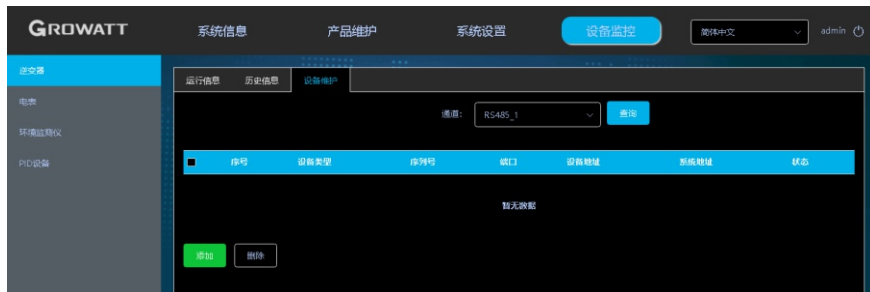 GROWATT 系统信息 产品维护 系统设置 设备监控 简体中文 admin
逆变器
运行信息 历史信息 设备维护
电表
通道: RS485_1 查询
环境监测仪
PID设备
序号 设备类型 序列号 端口 设备地址 系统地址 状态
暂无数据
添加 删除